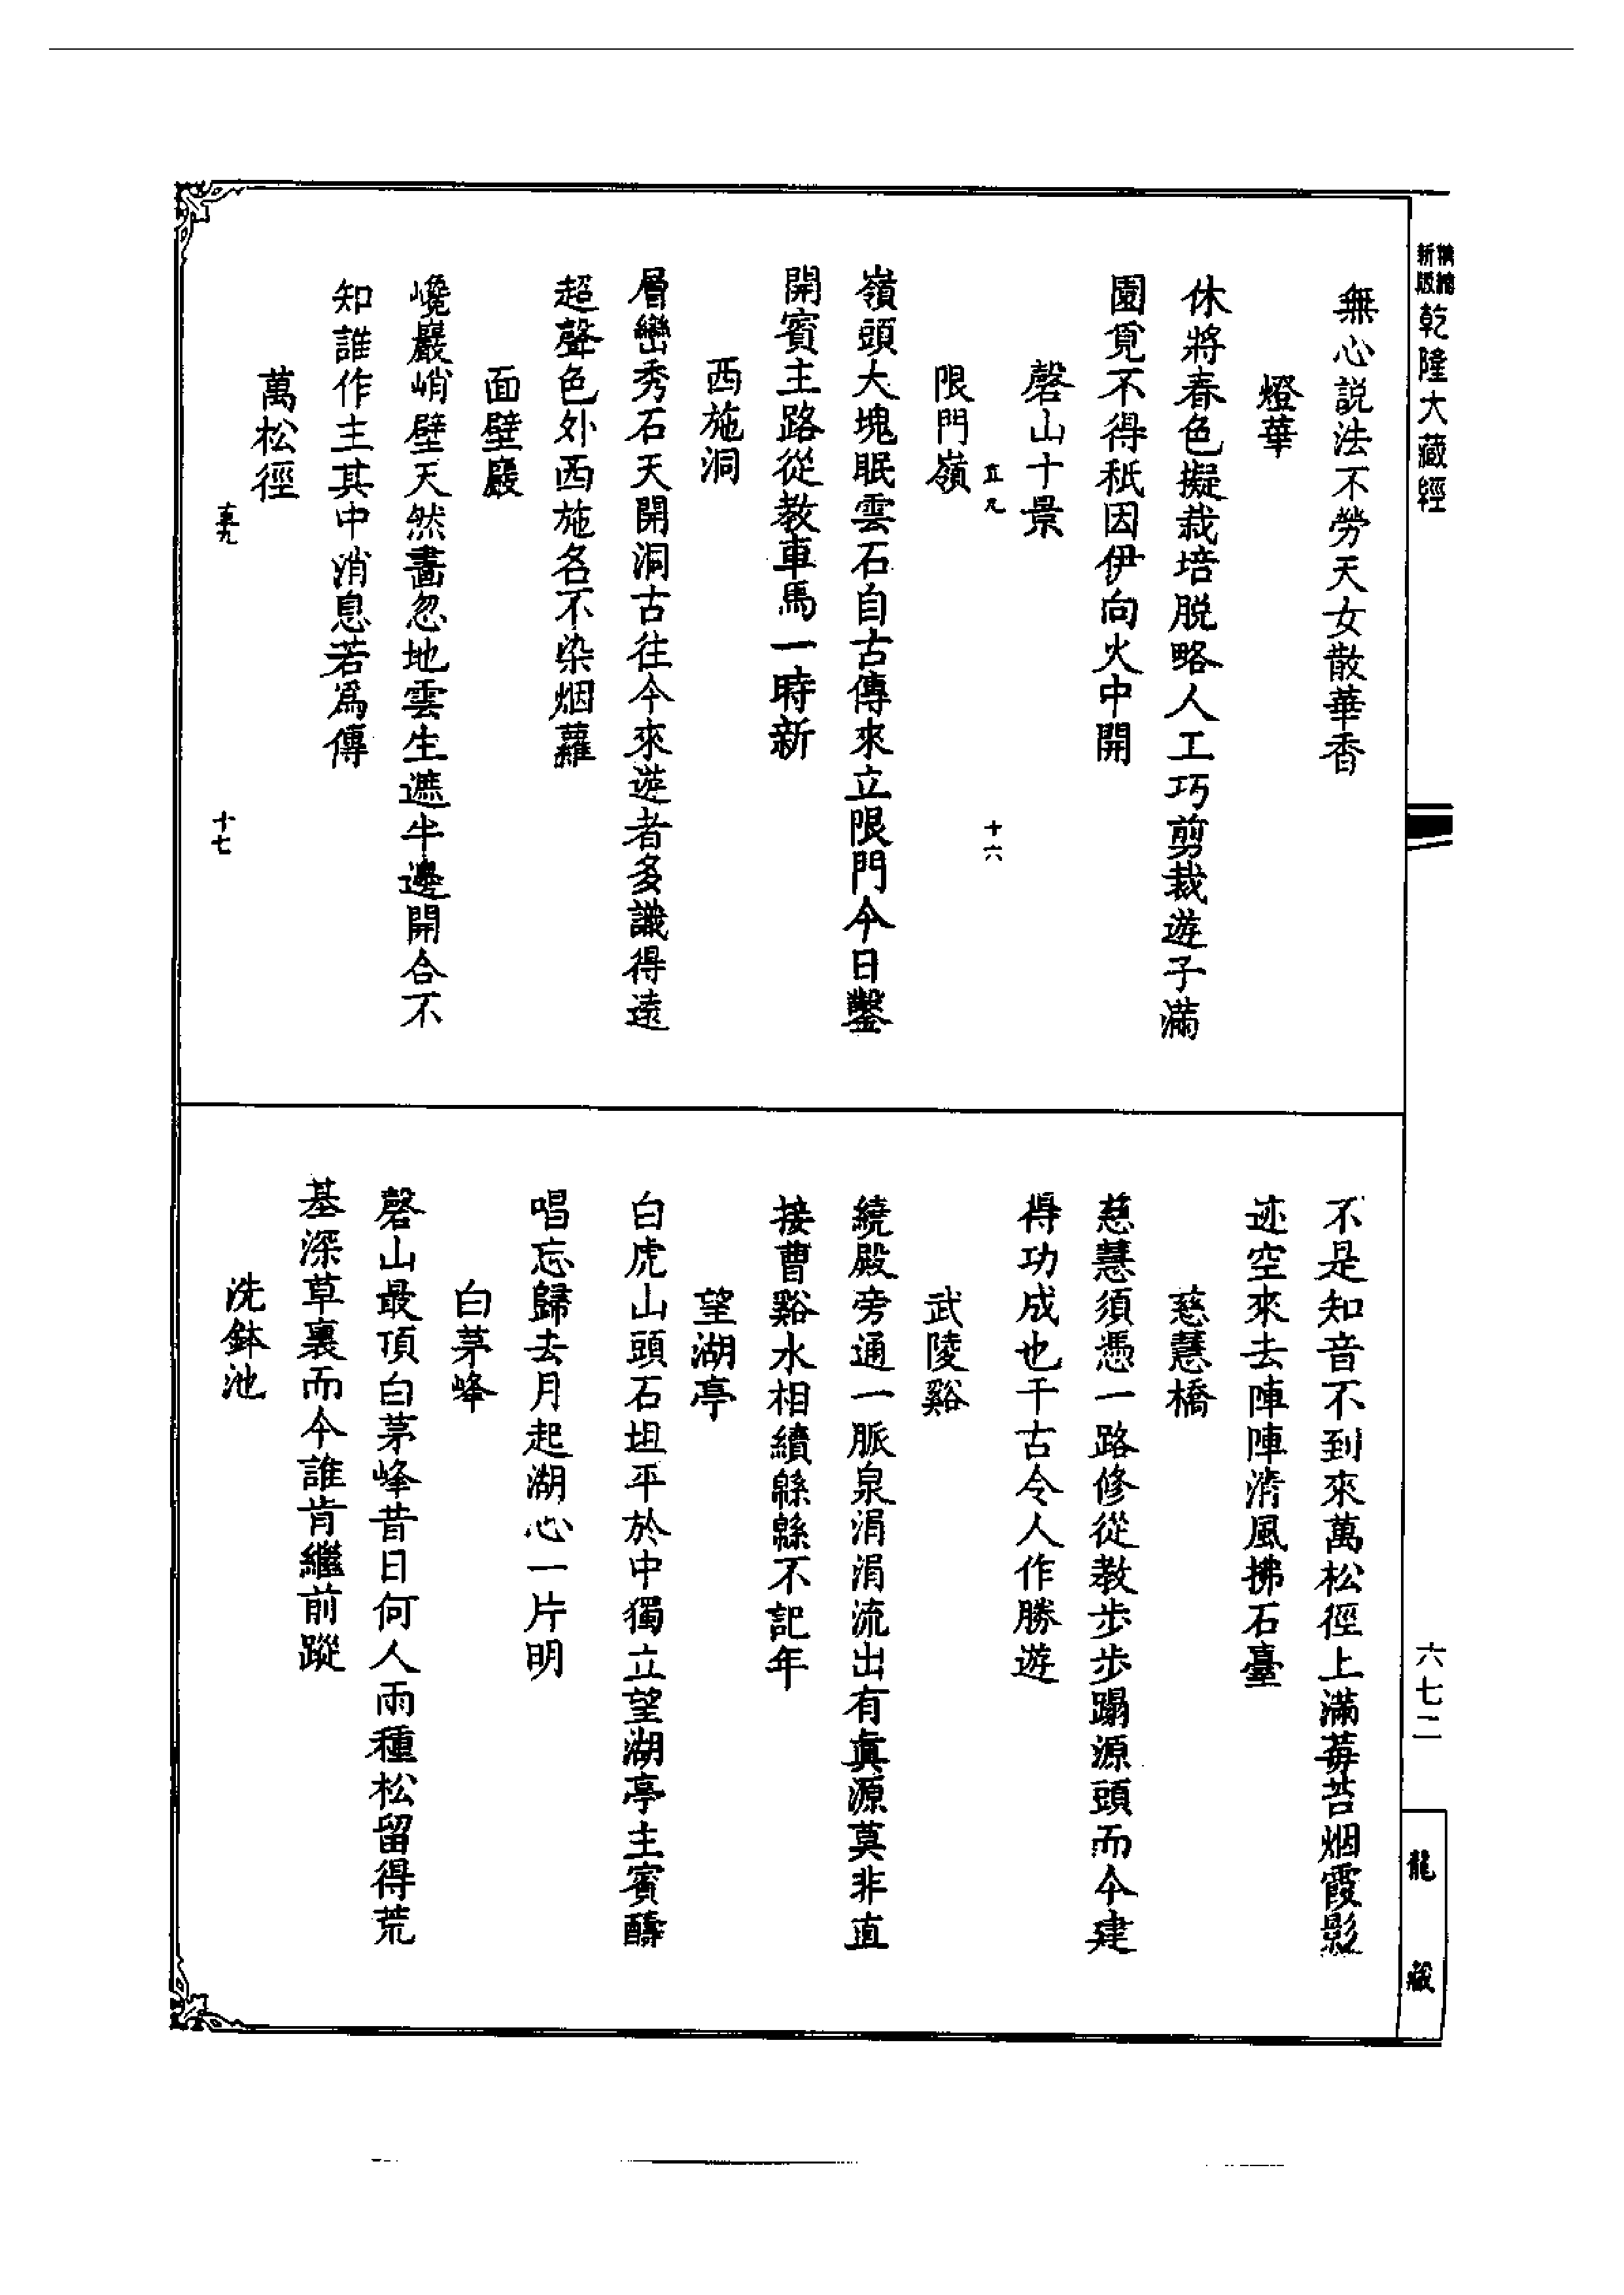 新版
乾隆大藏經
無心説法不勞天女散華香
燈華
休將春色擬栽培脱略人工巧剪裁遊子滿
園覓不得秖因伊向火中開
磬山十景
十六
限門嶺
嶺頭大塊眠雲石自古傳來立限門今日鑿
開賓主路從教車馬一時新
西施洞
層巒秀石天開洞古往今來遊者多識得遠
超聲色外西施名不染烟蘿
面壁巖
巉巖峭壁天然畫忽地雲生遮半邊開合不
知誰作主其中消息若爲傳
萬松徑
十七
不是知音不到來萬松徑上滿莓苔烟霞影
迹空來去陣陣清風拂石臺
慈慧橋
慈慧須憑一路修從教步步蹋源頭而今建
得功成也千古令人作勝遊
武陵谿
繞殿旁通一脈泉涓涓流出有眞源莫非直
接曹谿水相續緜緜不記年
望湖亭
白虎山頭石坦平於中獨立望湖亭主賓醻
唱忘歸去月起湖心一片明
白茅峰
磬山最頂白茅峰昔日何人兩種松留得荒
基深草裏而今誰肯繼前蹤
洗鉢池
六七二
龍藏